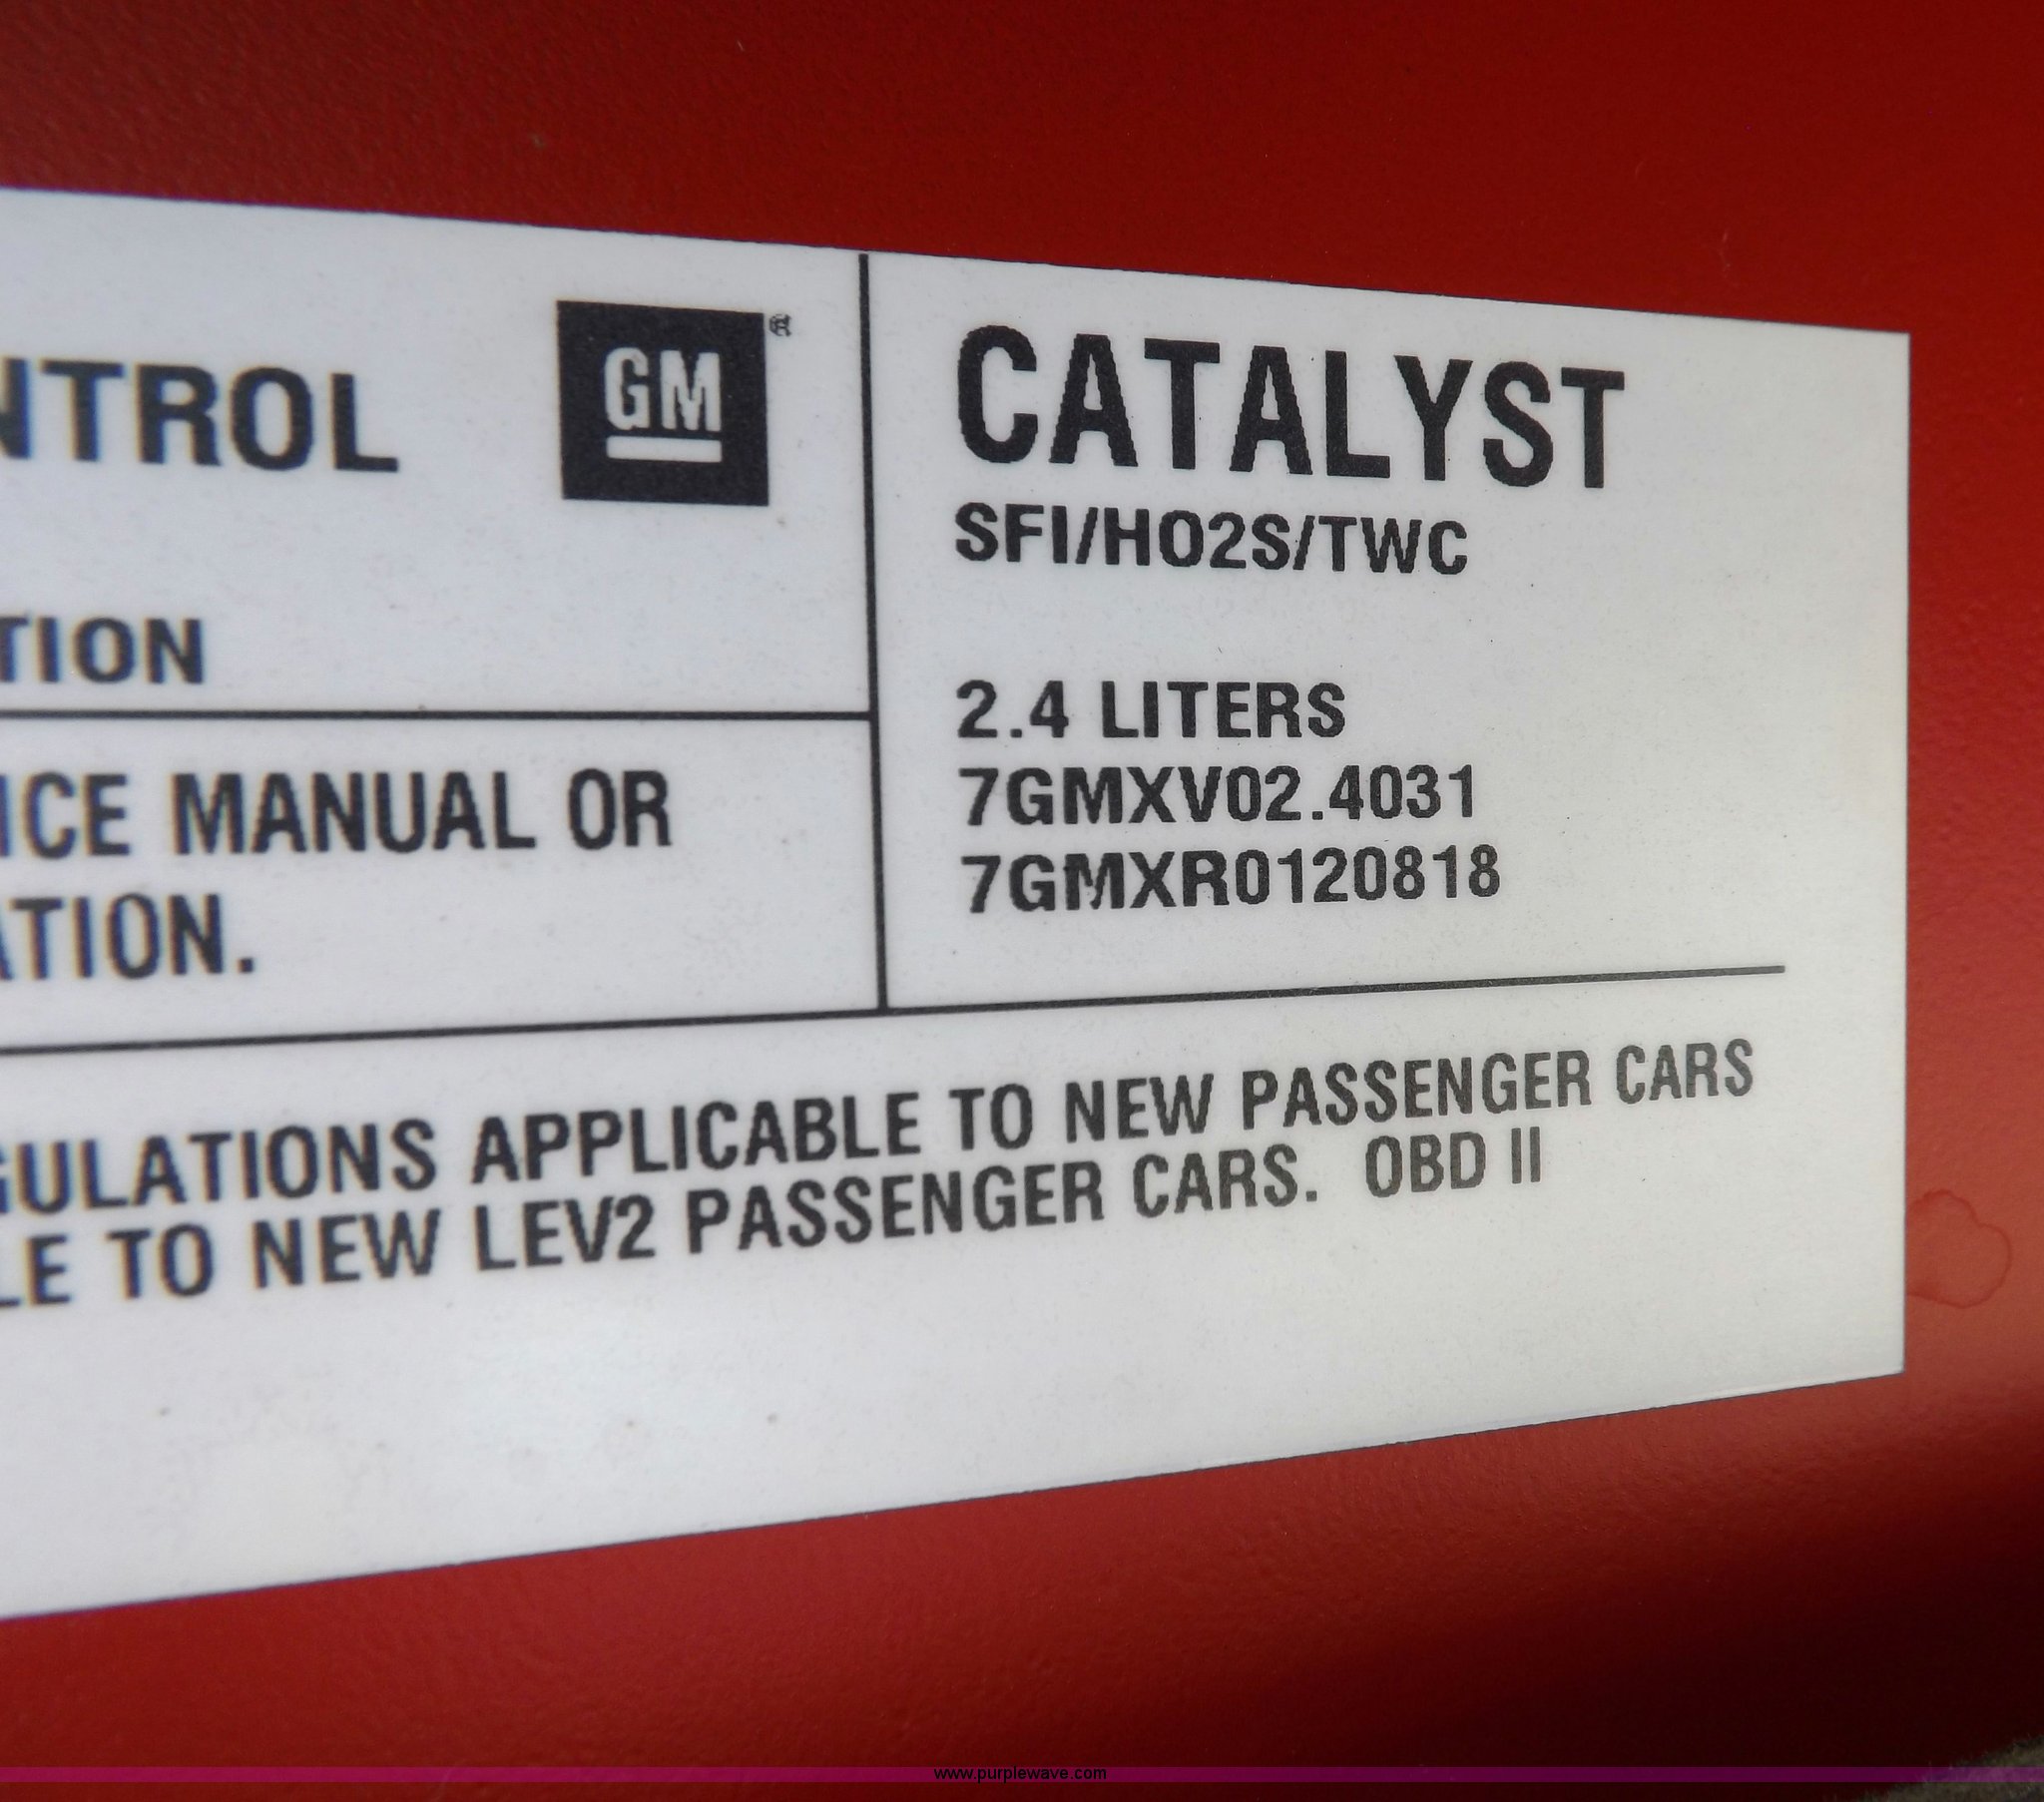 NTROL
GM
®
TION
ICE MANUAL OR
ATION.
CATALYST
SFI/HO2S/TWC
2.4 LITERS
7GMXV02.4031
7GMXR0120818
GULATIONS APPLICABLE TO NEW PASSENGER CARS
LE TO NEW LEV2 PASSENGER CARS. OBD II
www.purplewave.com